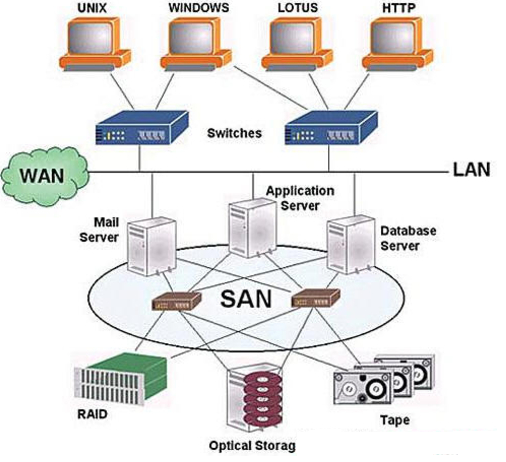 UNIX
WINDOWS
LOTUS
HTTP
Switches
WAN
LAN
Mail
Server
Application
Server
Database
Server
SAN
RAID
Optical Storag
Tape